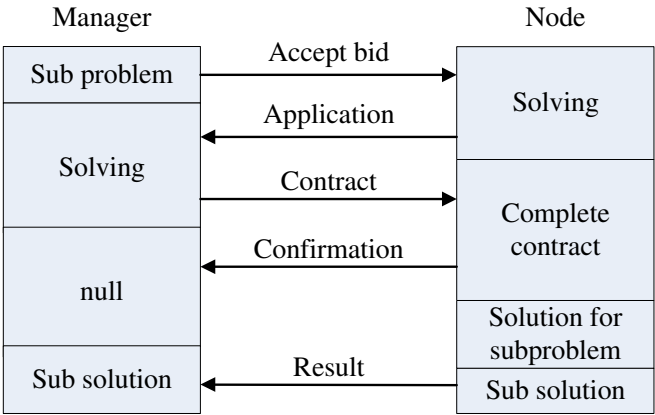 Manager
Node
Sub problem
Accept bid
Solving
Application
Solving
Contract
Complete
contract
Confirmation
null
Solution for
subproblem
Result
Sub solution
Sub solution